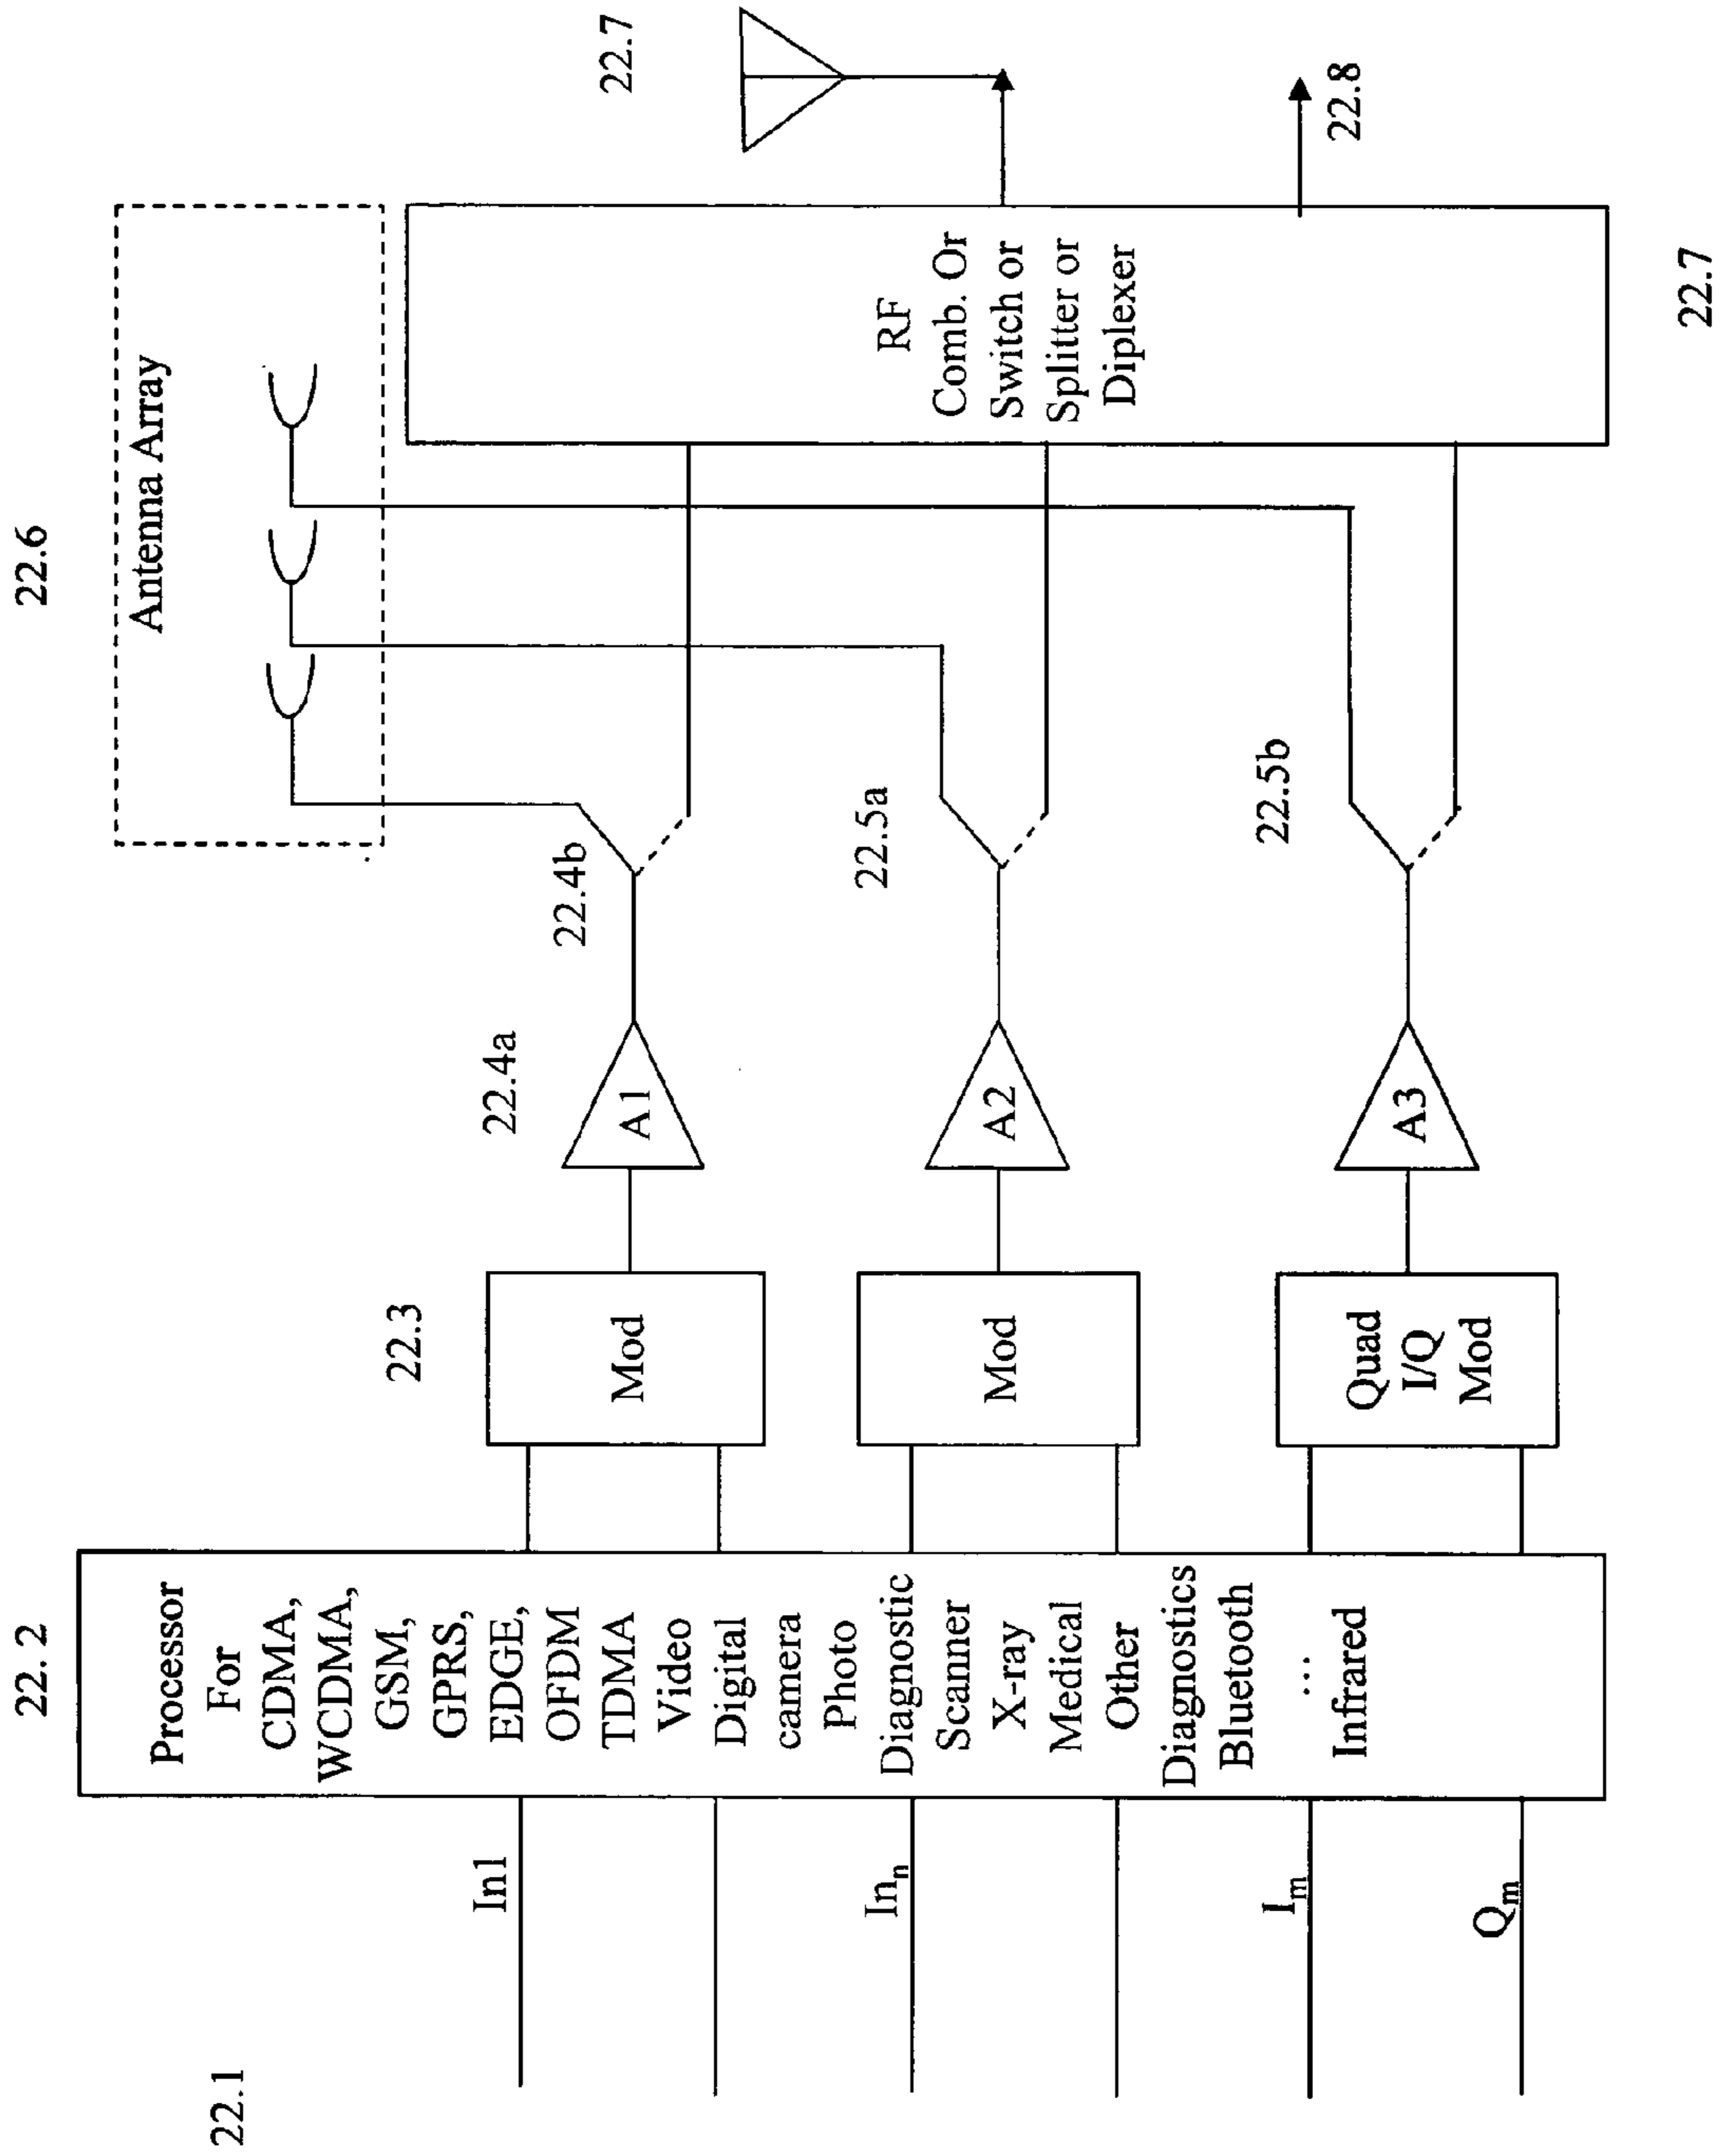 22.1
In1
In_n
I_m
Q_m
22. 2
Processor
For
CDMA,
WCDMA,
GSM,
GPRS,
EDGE,
OFDM
TDMA
Video
Digital
camera
Photo
Diagnostic
Scanner
X-ray
Medical
Other
Diagnostics
Bluetooth
...
Infrared
22.3
Mod
Mod
Quad
I/Q
Mod
22.4a
A1
A2
A3
22.4b
22.5a
22.5b
22.6
Antenna Array
RF
Comb. Or
Switch or
Splitter or
Diplexer
22.7
22.7
22.8